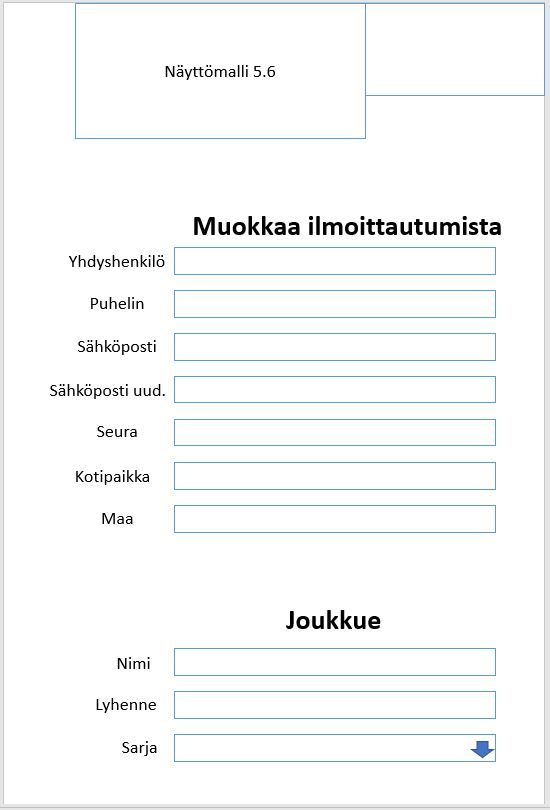 Näyttömalli 5.6
Muokkaa ilmoittautumista
Yhdyshenkilö
Puhelin
Sähköposti
Sähköposti uud.
Seura
Kotipaikka
Maa
Joukkue
Nimi
Lyhenne
Sarja